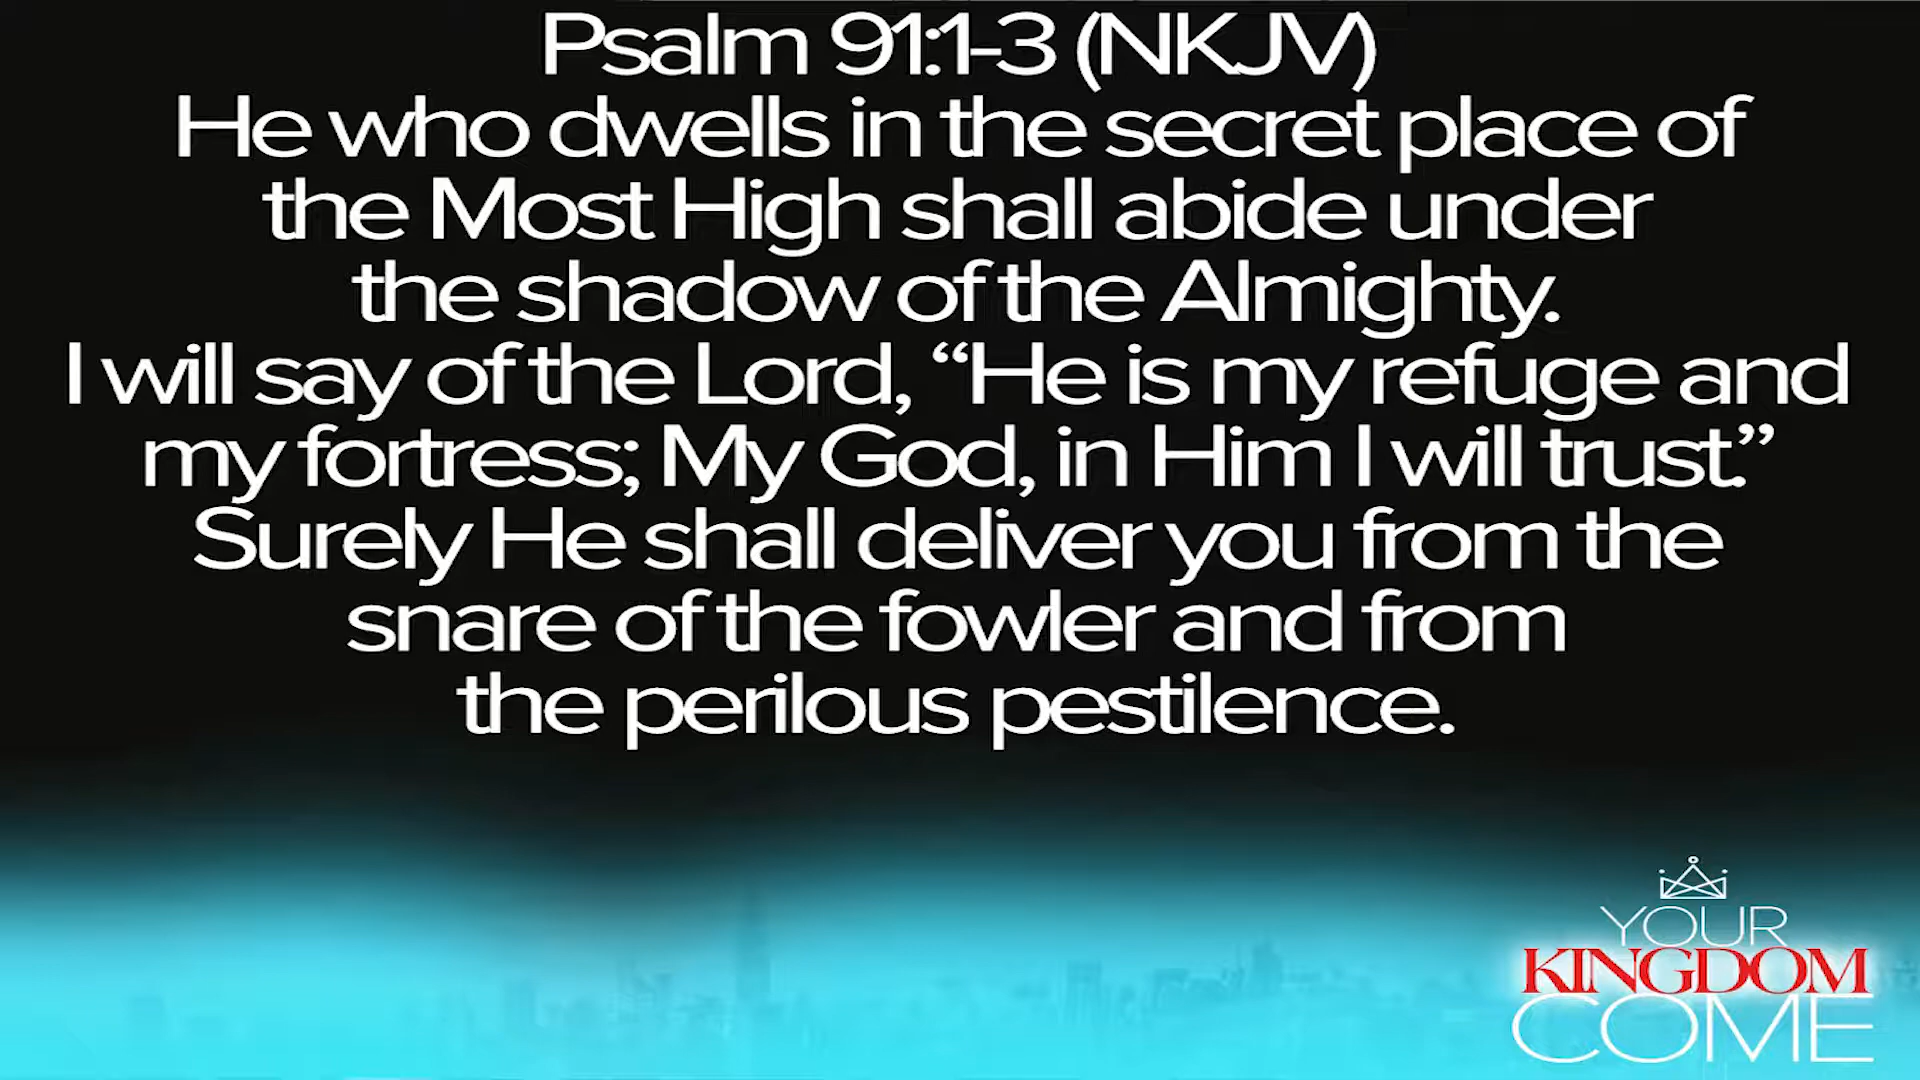 Psalm 91:1-3 (NKJV)
He who dwells in the secret place of
the Most High shall abide under
the shadow of the Almighty.
I will say of the Lord, “He is my refuge and
my fortress; My God, in Him I will trust.”
Surely He shall deliver you from the
snare of the fowler and from
the perilous pestilence.
YOUR
KINGDOM
COME